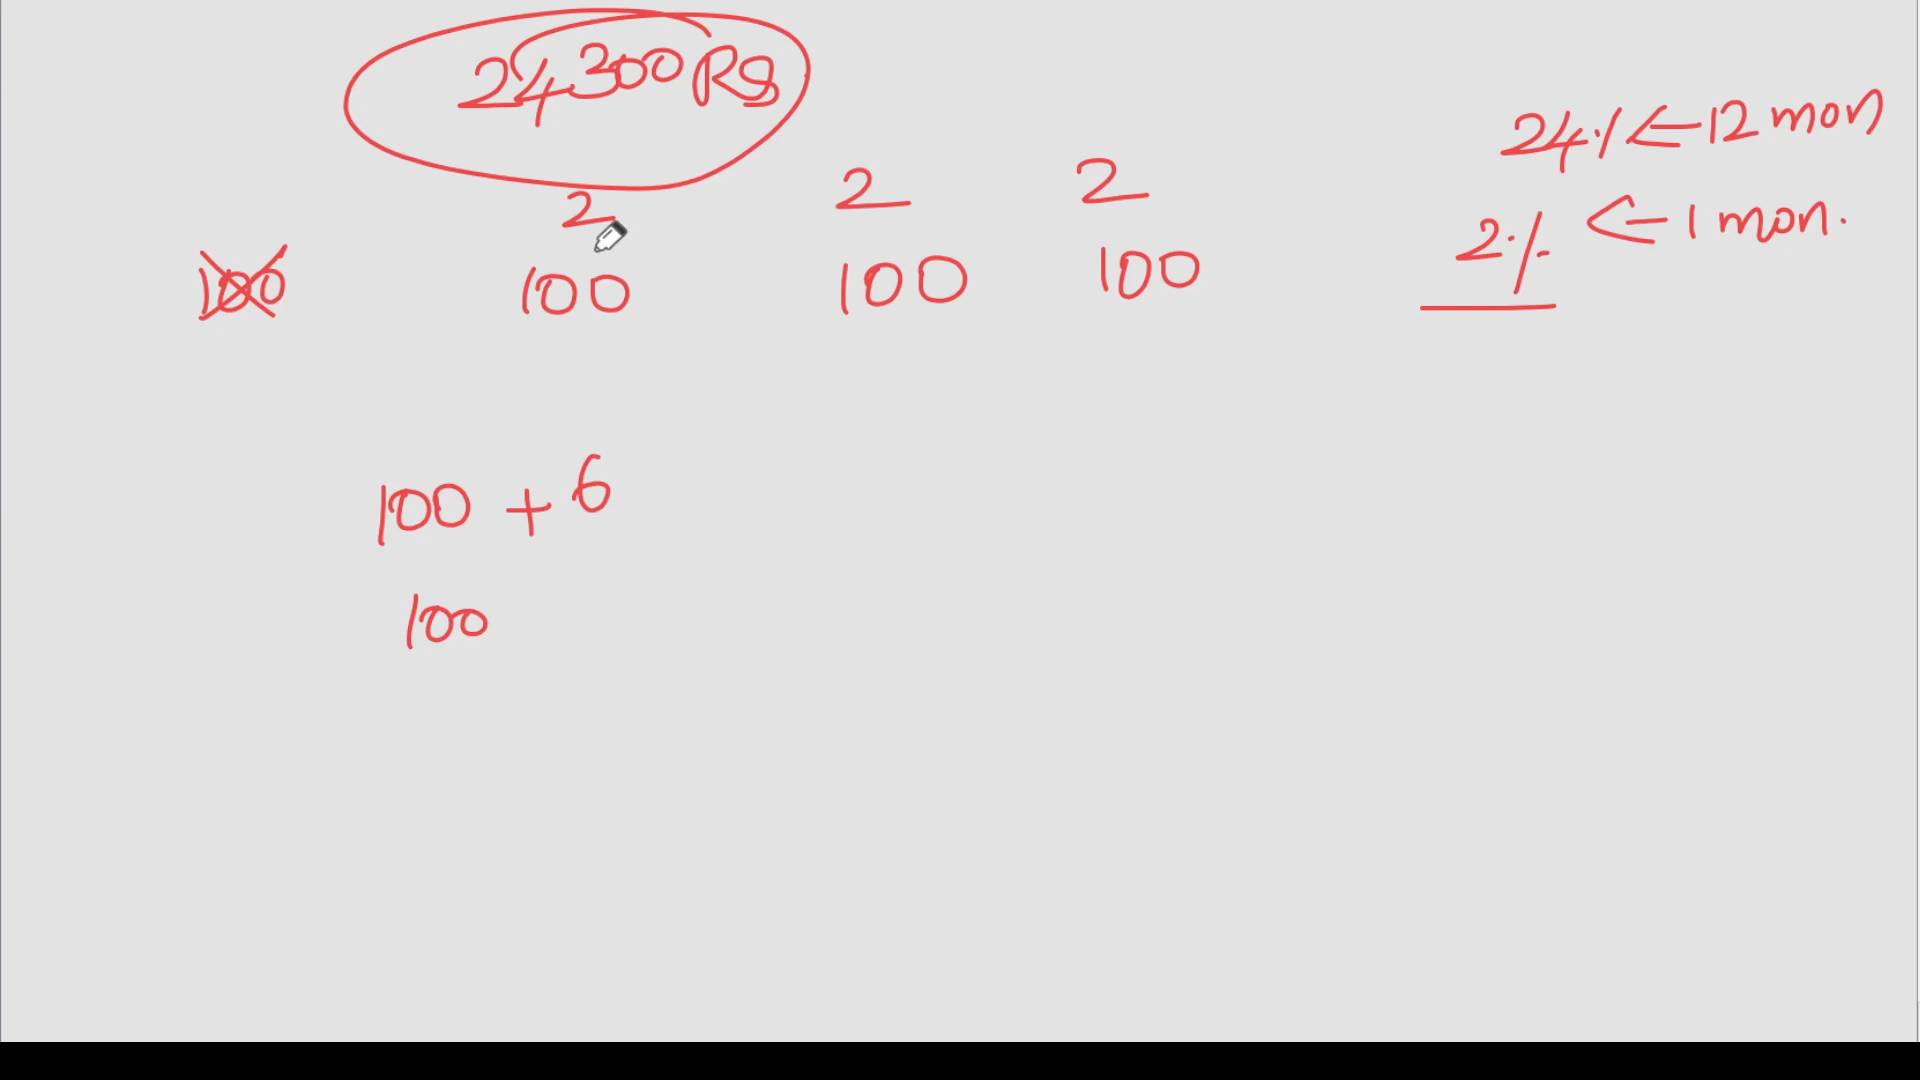 24300 Rs
24% ← 12 mon
2 2 2
2% ← 1 mon.
100 100 100 100
100 + 6
100